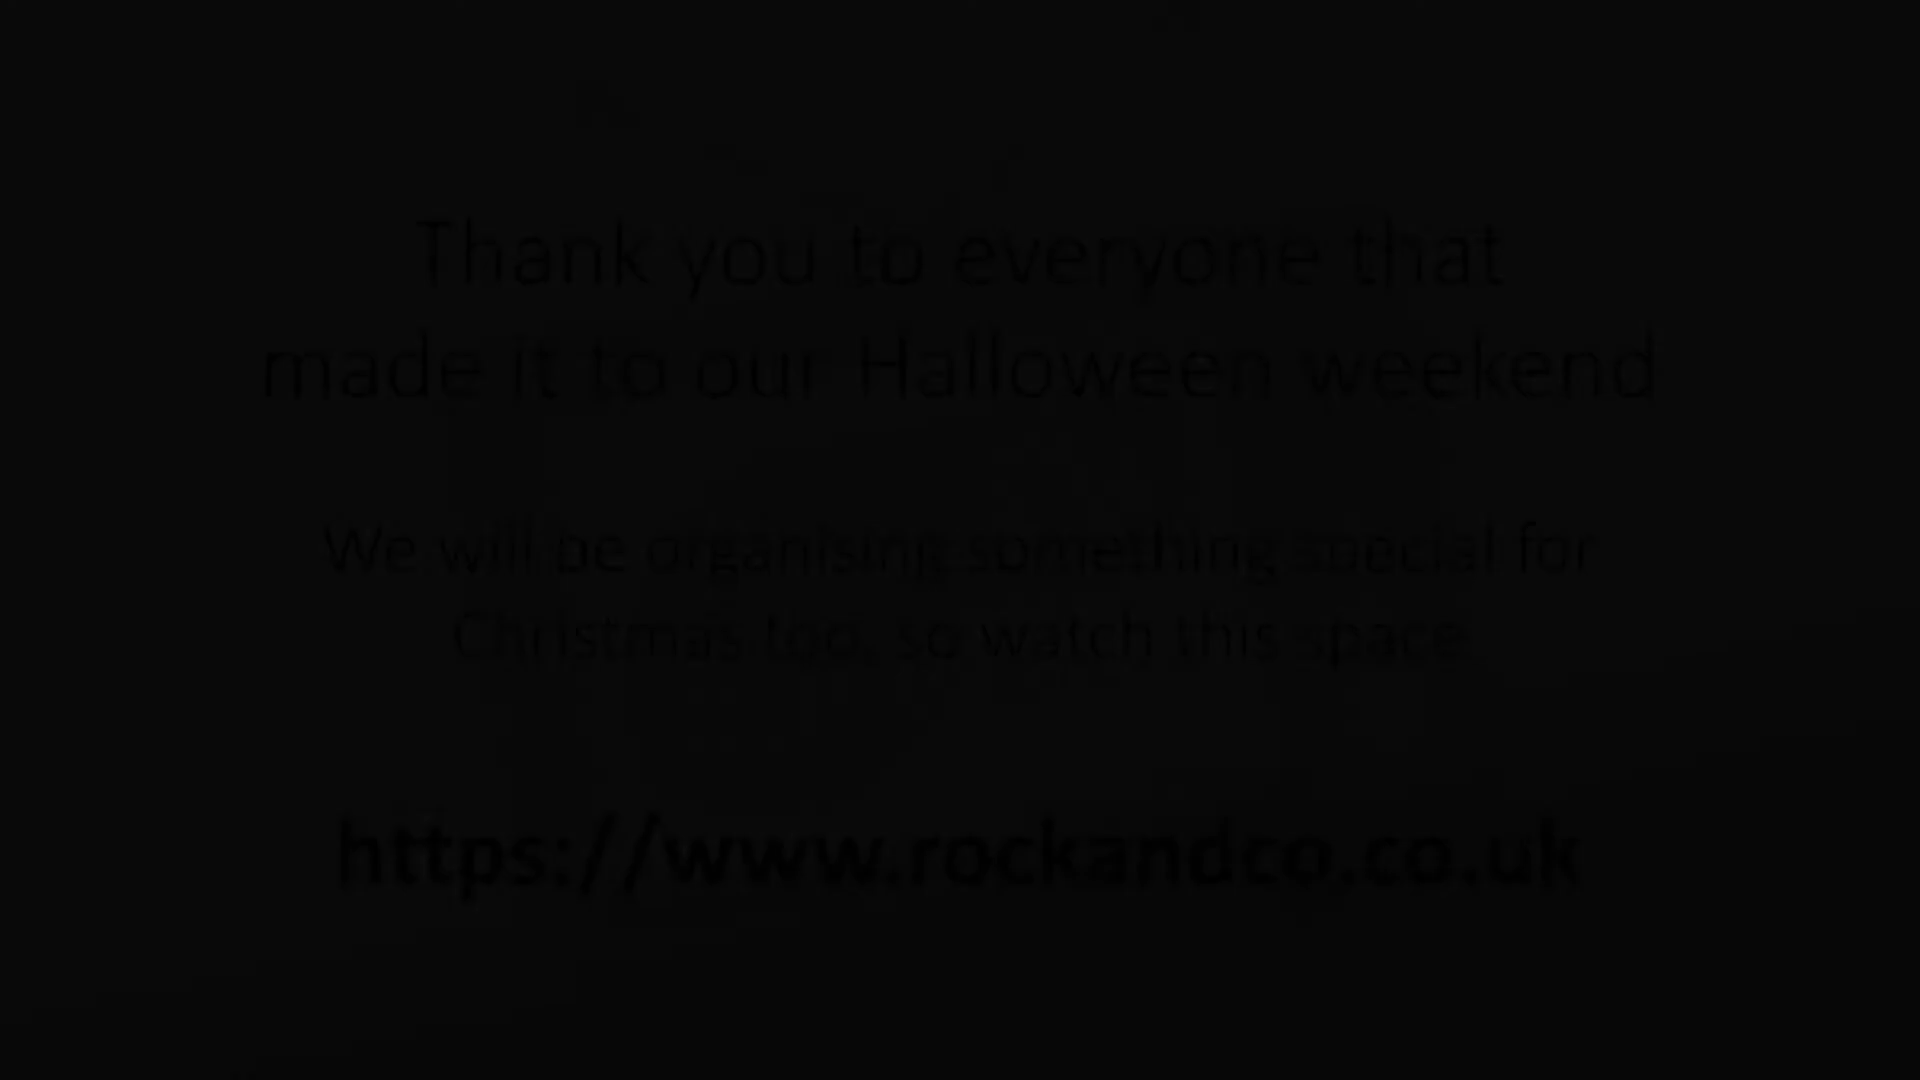 Thank you to everyone that
made it to our Halloween weekend
We will be organising something special for
Christmas too, so watch this space
https://www.rockandco.co.uk